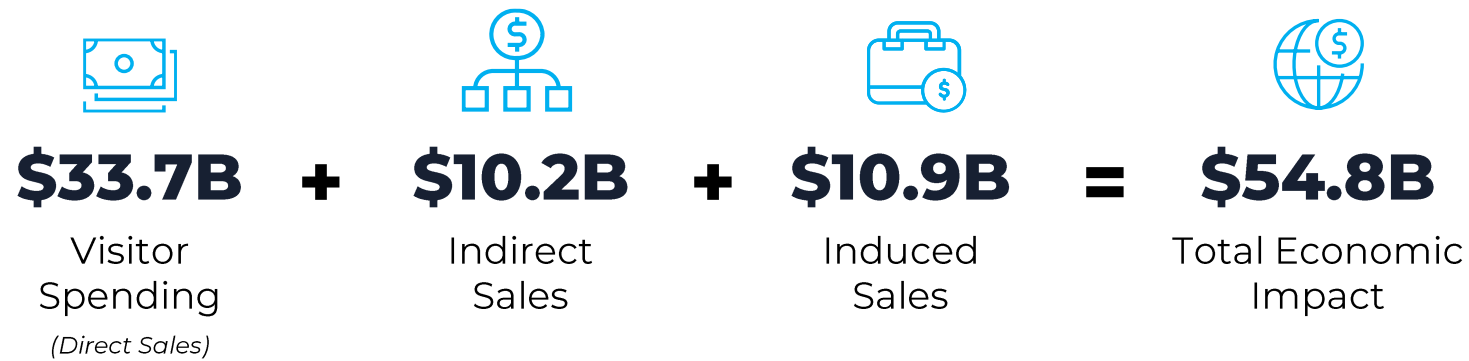 $33.7B + $10.2B + $10.9B = $54.8B
Visitor
Spending
(Direct Sales)
Indirect
Sales
Induced
Sales
Total Economic
Impact